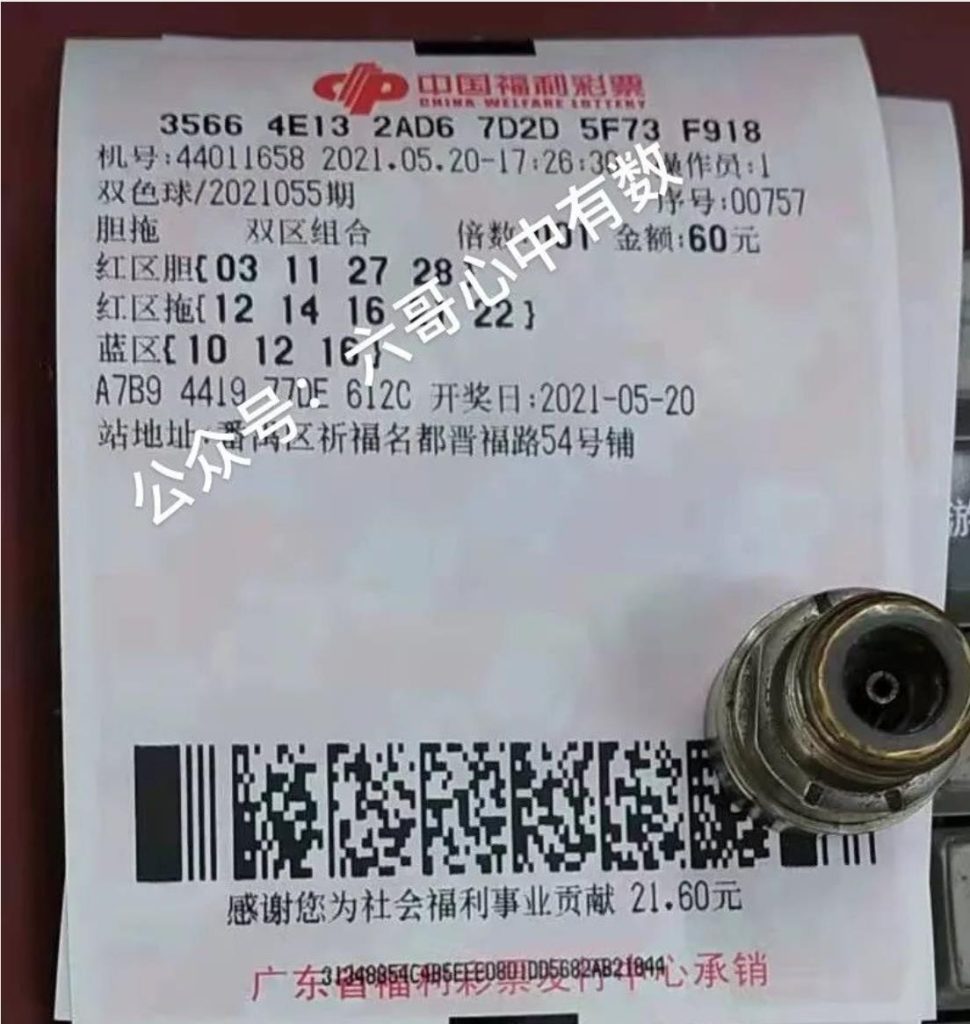 中国福利彩票
CHINA WELFARE LOTTERY
3566 4E13 2AD6 7D2D 5F73 F918
机号:44011658 2021.05.20-17:26:3 操作员:1
双色球/2021055期 序号:00757
胆拖 双区组合 倍数 01 金额:60元
红区胆{03 11 27 28}
红区拖{12 14 16 22}
蓝区{10 12 16}
A7B9 4419 77DE 612C 开奖日:2021-05-20
站地址:番禺区祈福名都晋福路54号铺
公众号：六哥心中有数
感谢您为社会福利事业贡献 21.60元
广东省福利彩票发行中心承销